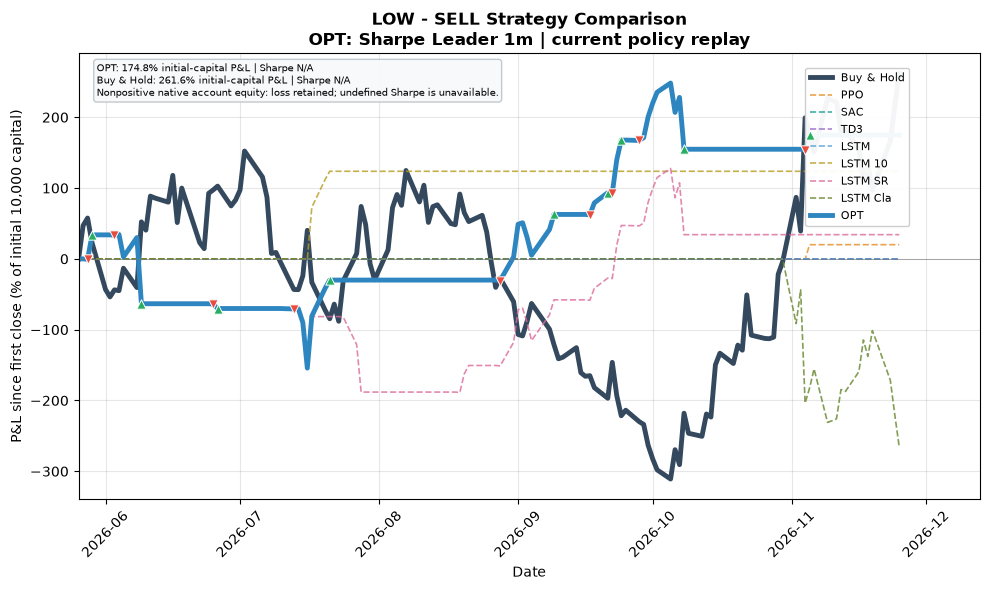 LOW - SELL Strategy Comparison
OPT: Sharpe Leader 1m | current policy replay
OPT: 174.8% initial-capital P&L | Sharpe N/A
Buy & Hold: 261.6% initial-capital P&L | Sharpe N/A
Nonpositive native account equity: loss retained; undefined Sharpe is unavailable.
Buy & Hold
PPO
SAC
TD3
LSTM
LSTM 10
LSTM SR
LSTM Cla
OPT
P&L since first close (% of initial 10,000 capital)
200
100
0
−100
−200
−300
2026-06
2026-07
2026-08
2026-09
2026-10
2026-11
2026-12
Date